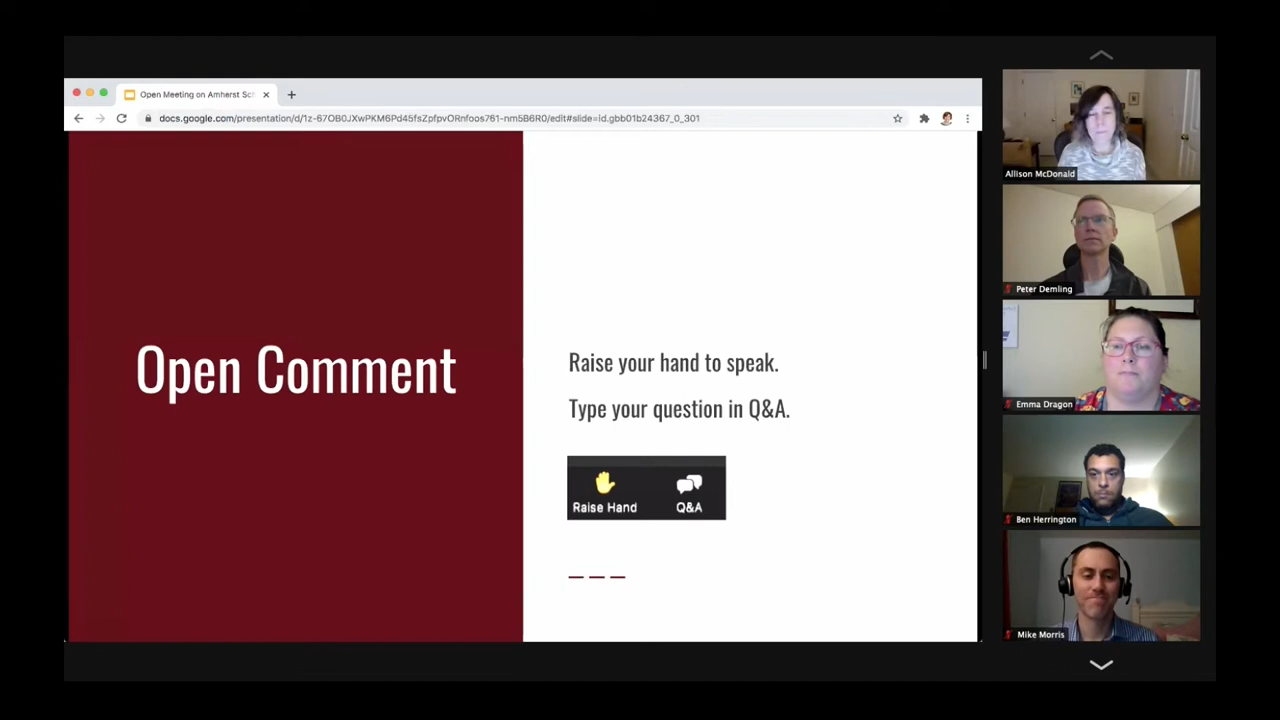 Open Meeting on Amherst Sch
docs.google.com/presentation/d/1z-67OB0JXwPKM6Pd45fsZpfpvORnfoos761-nm5B6R0/edit#slide=id.gbb01b24367_0_301
Open Comment
Raise your hand to speak.
Type your question in Q&A.
Raise Hand
Q&A
Allison McDonald
Peter Demling
Emma Dragon
Ben Herrington
Mike Morris